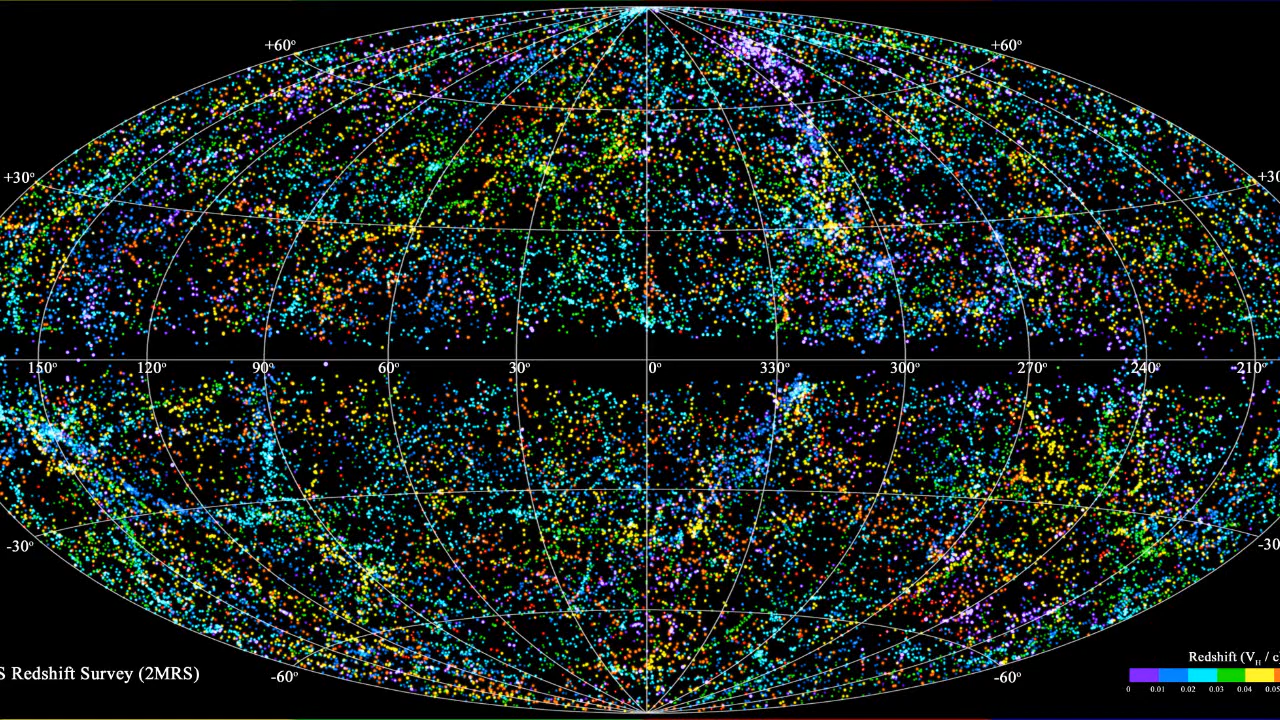 +60° +60°
+30° +30
150° 120° 90° 60° 30° 0° 330° 300° 270° 240° 210°
-30° -30
-60° -60°
S Redshift Survey (2MRS)
Redshift (V_H / c
0 0.01 0.02 0.03 0.04 0.05